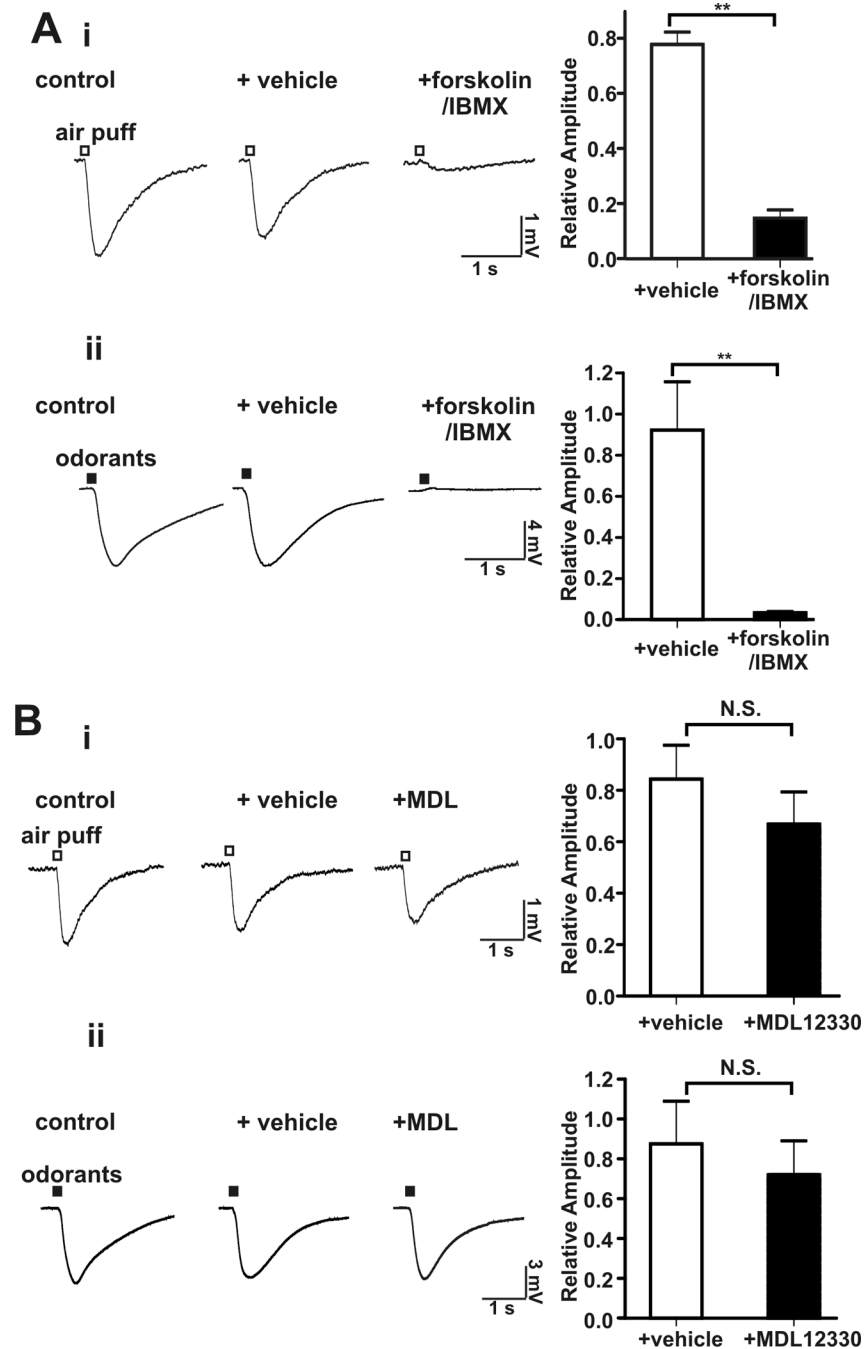 A i
control
+ vehicle
+forskolin
/IBMX
air puff
1 mV
1 s
Relative Amplitude
0.8
0.6
0.4
0.2
0.0
**
+vehicle
+forskolin
/IBMX
ii
control
+ vehicle
+forskolin
/IBMX
odorants
4 mV
1 s
Relative Amplitude
1.2
1.0
0.8
0.6
0.4
0.2
0.0
**
+vehicle
+forskolin
/IBMX
B i
control
+ vehicle
+MDL
air puff
1 mV
1 s
Relative Amplitude
1.0
0.8
0.6
0.4
0.2
0.0
N.S.
+vehicle
+MDL12330
ii
control
+ vehicle
+MDL
odorants
3 mV
1 s
Relative Amplitude
1.2
1.0
0.8
0.6
0.4
0.2
0.0
N.S.
+vehicle
+MDL12330